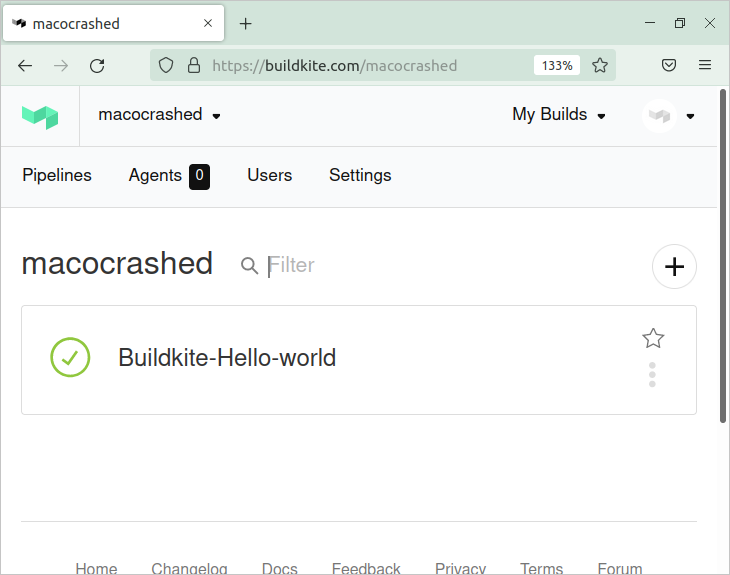 macocrashed
https://buildkite.com/macocrashed 133%
macocrashed My Builds
Pipelines Agents 0 Users Settings
macocrashed Filter
Buildkite-Hello-world
Home Changelog Docs Feedback Privacy Terms Forum